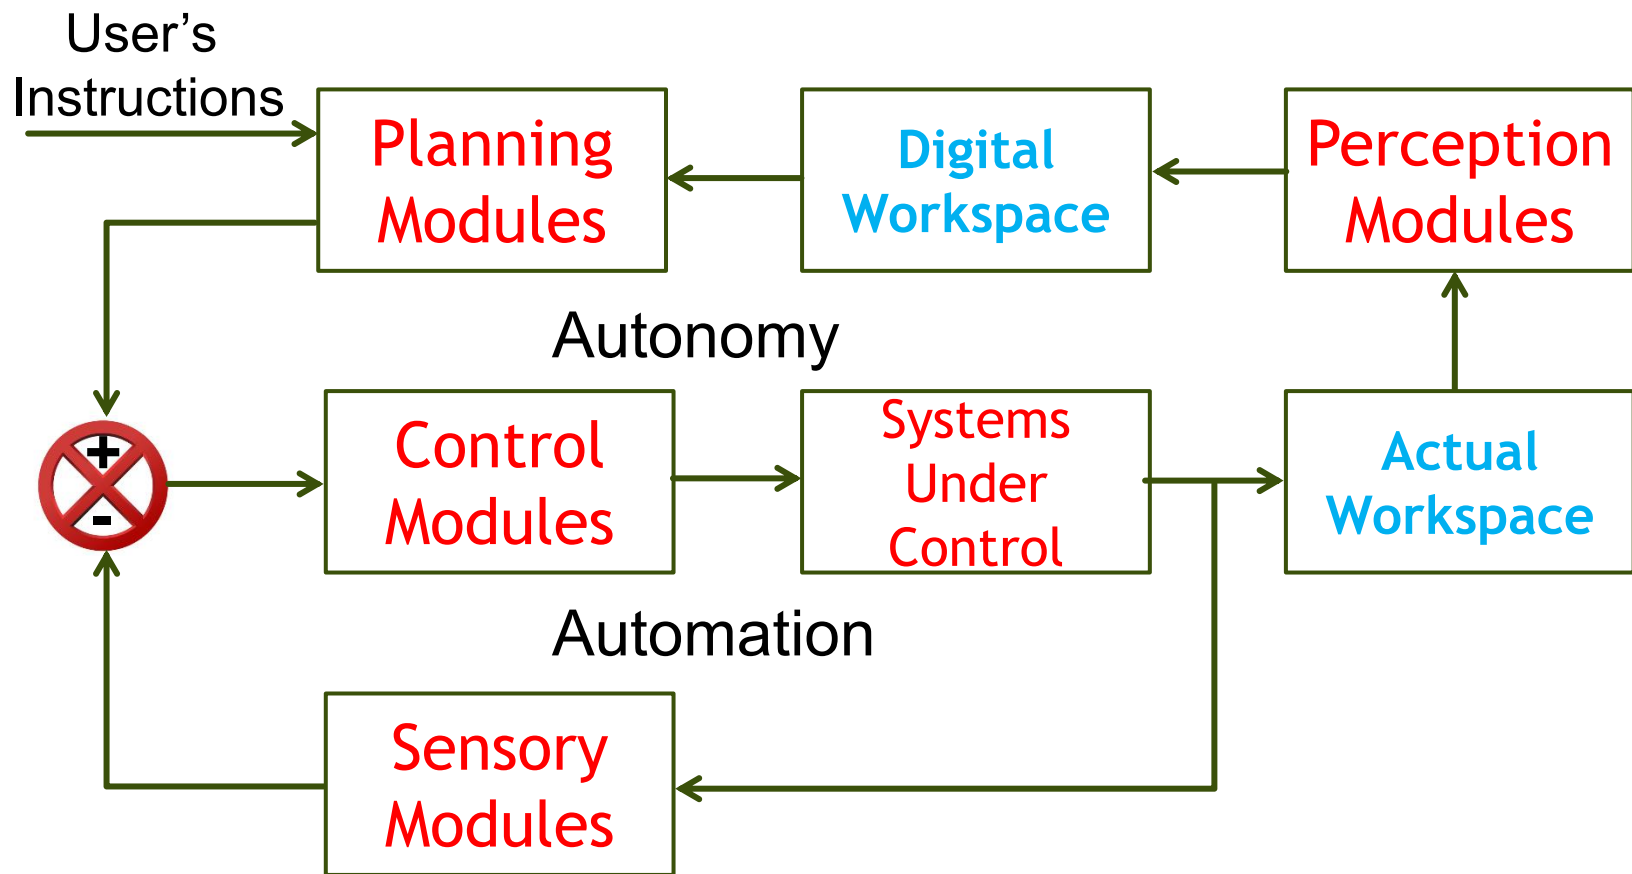 User’s
Instructions
Planning
Modules
Digital
Workspace
Perception
Modules
Autonomy
+
-
Control
Modules
Systems
Under
Control
Actual
Workspace
Automation
Sensory
Modules